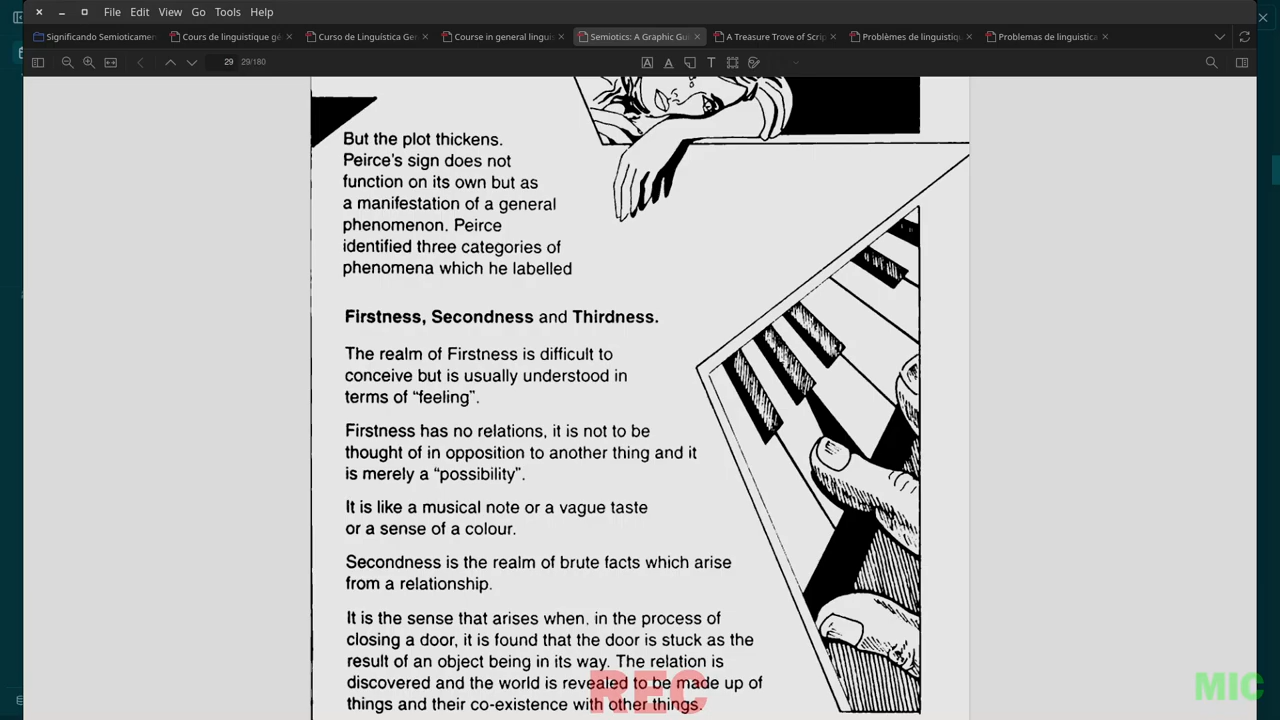 File Edit View Go Tools Help
Significando Semioticamen
Cours de linguistique gé
Curso de Linguística Ger
Course in general linguis
Semiotics: A Graphic Gui
A Treasure Trove of Scrip
Problèmes de linguistiqu
Problemas de linguistica
29 29/180
But the plot thickens.
Peirce's sign does not
function on its own but as
a manifestation of a general
phenomenon. Peirce
identified three categories of
phenomena which he labelled
Firstness, Secondness and Thirdness.
The realm of Firstness is difficult to
conceive but is usually understood in
terms of “feeling”.
Firstness has no relations, it is not to be
thought of in opposition to another thing and it
is merely a “possibility”.
It is like a musical note or a vague taste
or a sense of a colour.
Secondness is the realm of brute facts which arise
from a relationship.
It is the sense that arises when, in the process of
closing a door, it is found that the door is stuck as the
result of an object being in its way. The relation is
discovered and the world is revealed to be made up of
things and their co-existence with other things.
REC
MIC